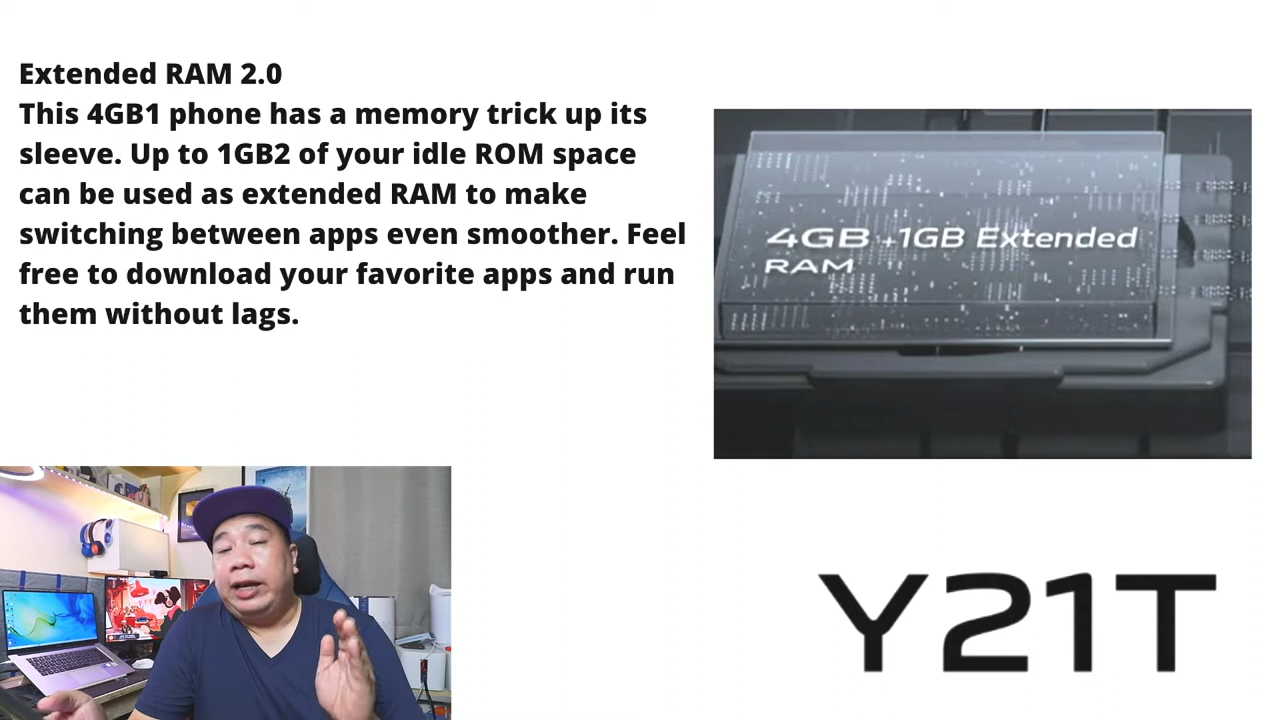 Extended RAM 2.0
This 4GB1 phone has a memory trick up its
sleeve. Up to 1GB2 of your idle ROM space
can be used as extended RAM to make
switching between apps even smoother. Feel
free to download your favorite apps and run
them without lags.
4GB +1GB Extended
RAM
Y21T